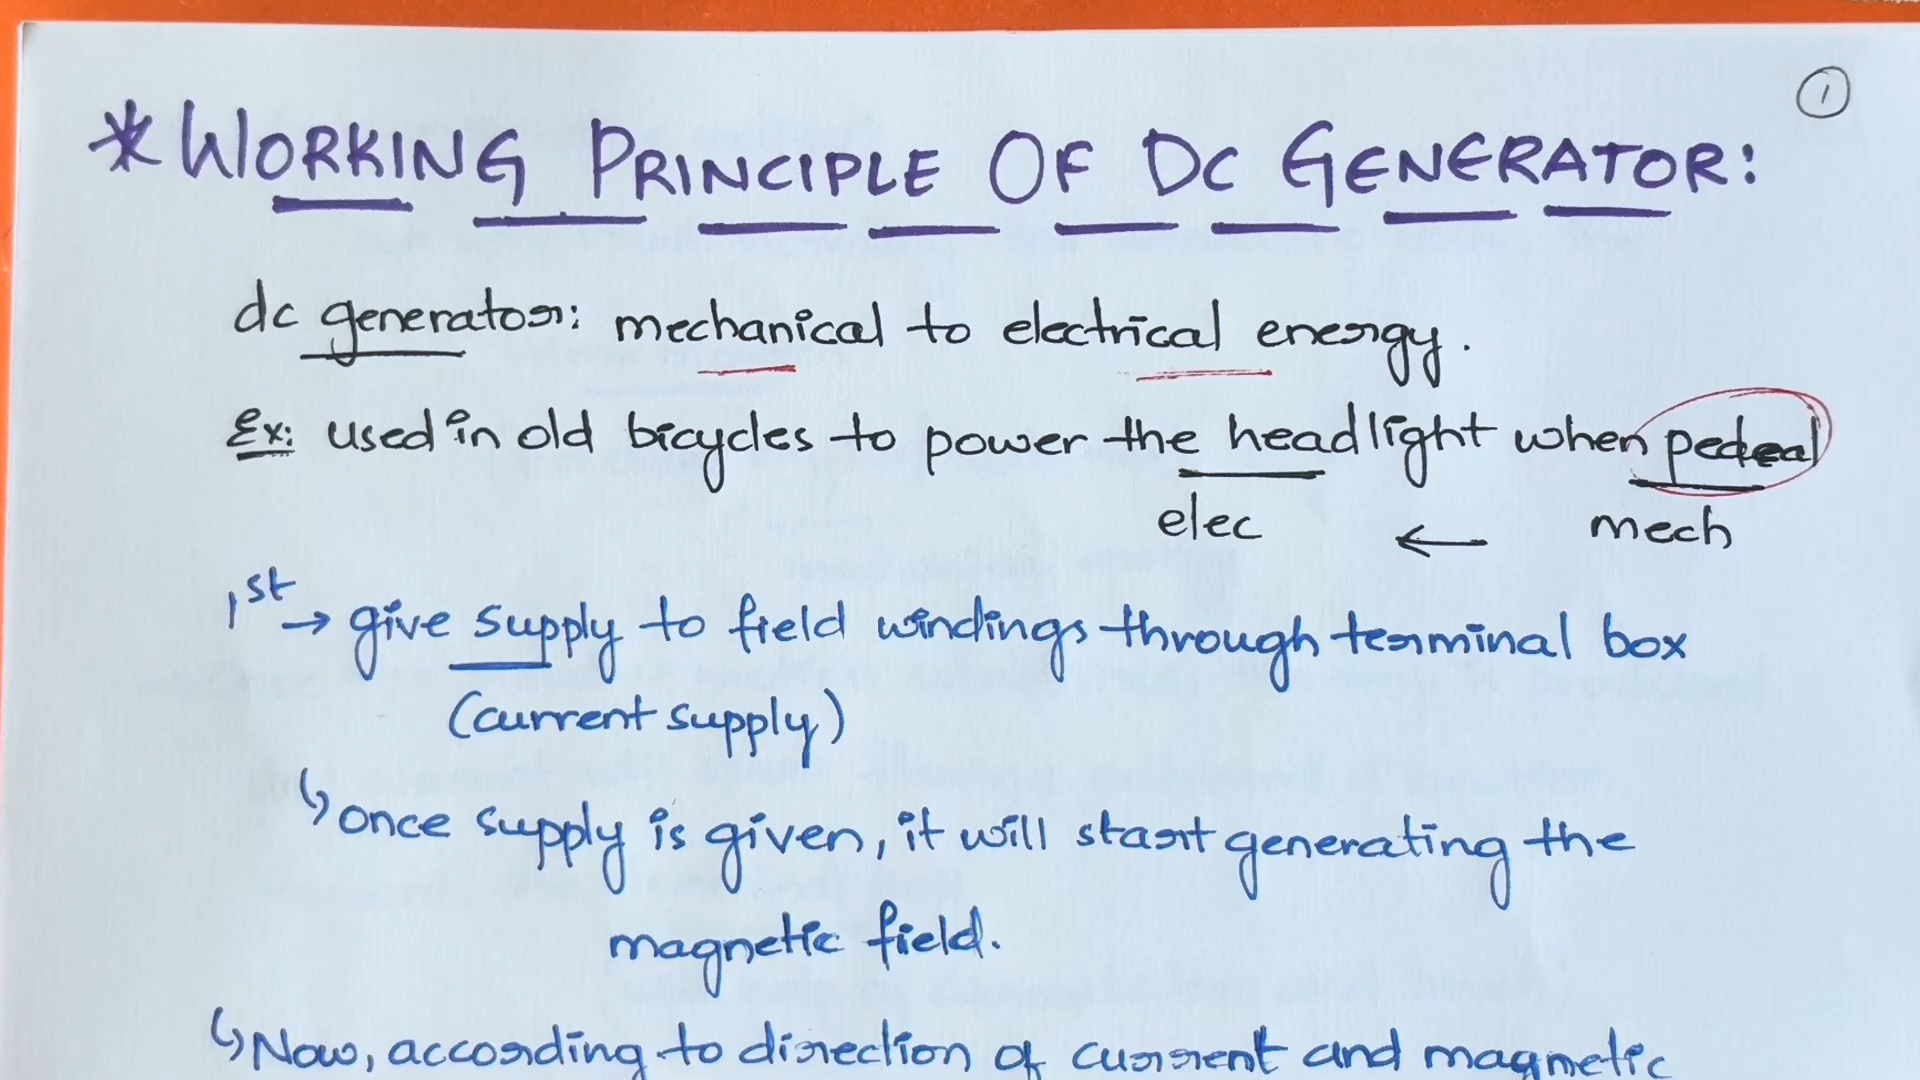 1
*WORKING PRINCIPLE OF DC GENERATOR:
dc generator: mechanical to electrical energy.
Ex: used in old bicycles to power the headlight when pedeal
elec ← mech
1st → give supply to field windings through terminal box
(current supply)
↳ once supply is given, it will start generating the
magnetic field.
↳ Now, according to direction of current and magnetic